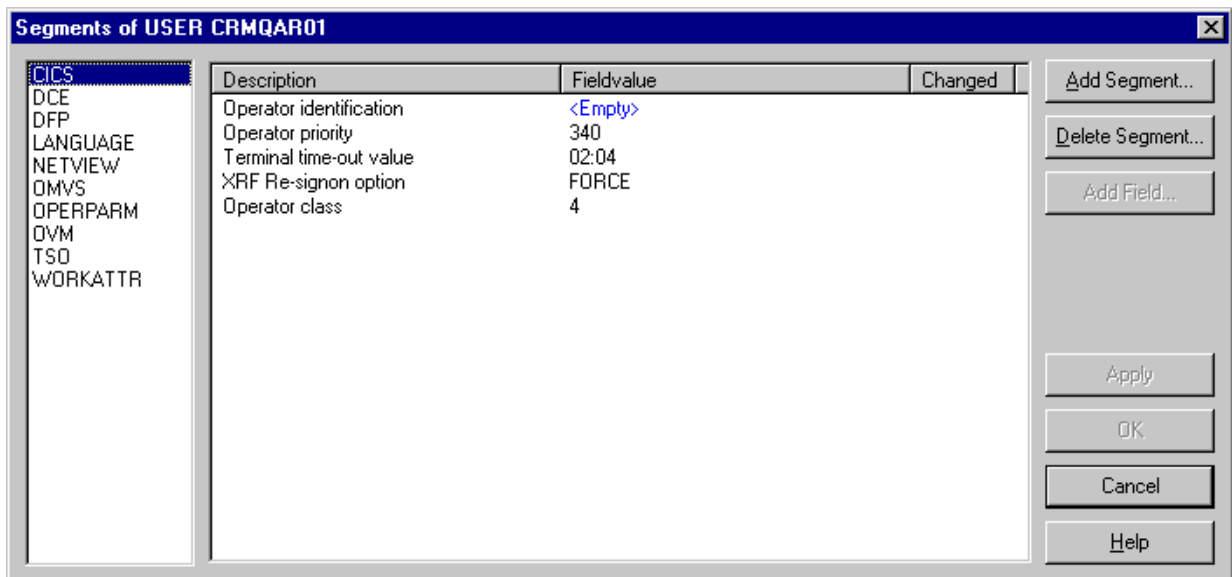 Segments of USER CRMQAR01
CICS
DCE
DFP
LANGUAGE
NETVIEW
OMVS
OPERPARM
OVM
TSO
WORKATTR
Description Fieldvalue Changed
Operator identification <Empty>
Operator priority 340
Terminal time-out value 02:04
XRF Re-signon option FORCE
Operator class 4
Add Segment...
Delete Segment...
Add Field...
Apply
OK
Cancel
Help